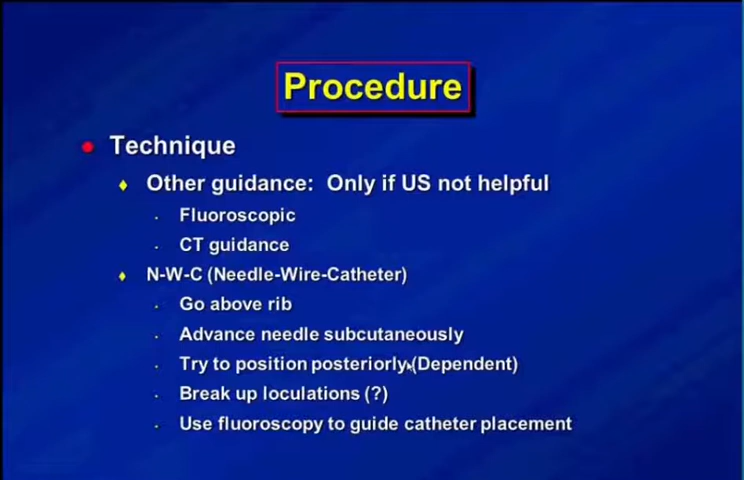 Procedure
Technique
Other guidance: Only if US not helpful
Fluoroscopic
CT guidance
N-W-C (Needle-Wire-Catheter)
Go above rib
Advance needle subcutaneously
Try to position posteriorly (Dependent)
Break up loculations (?)
Use fluoroscopy to guide catheter placement